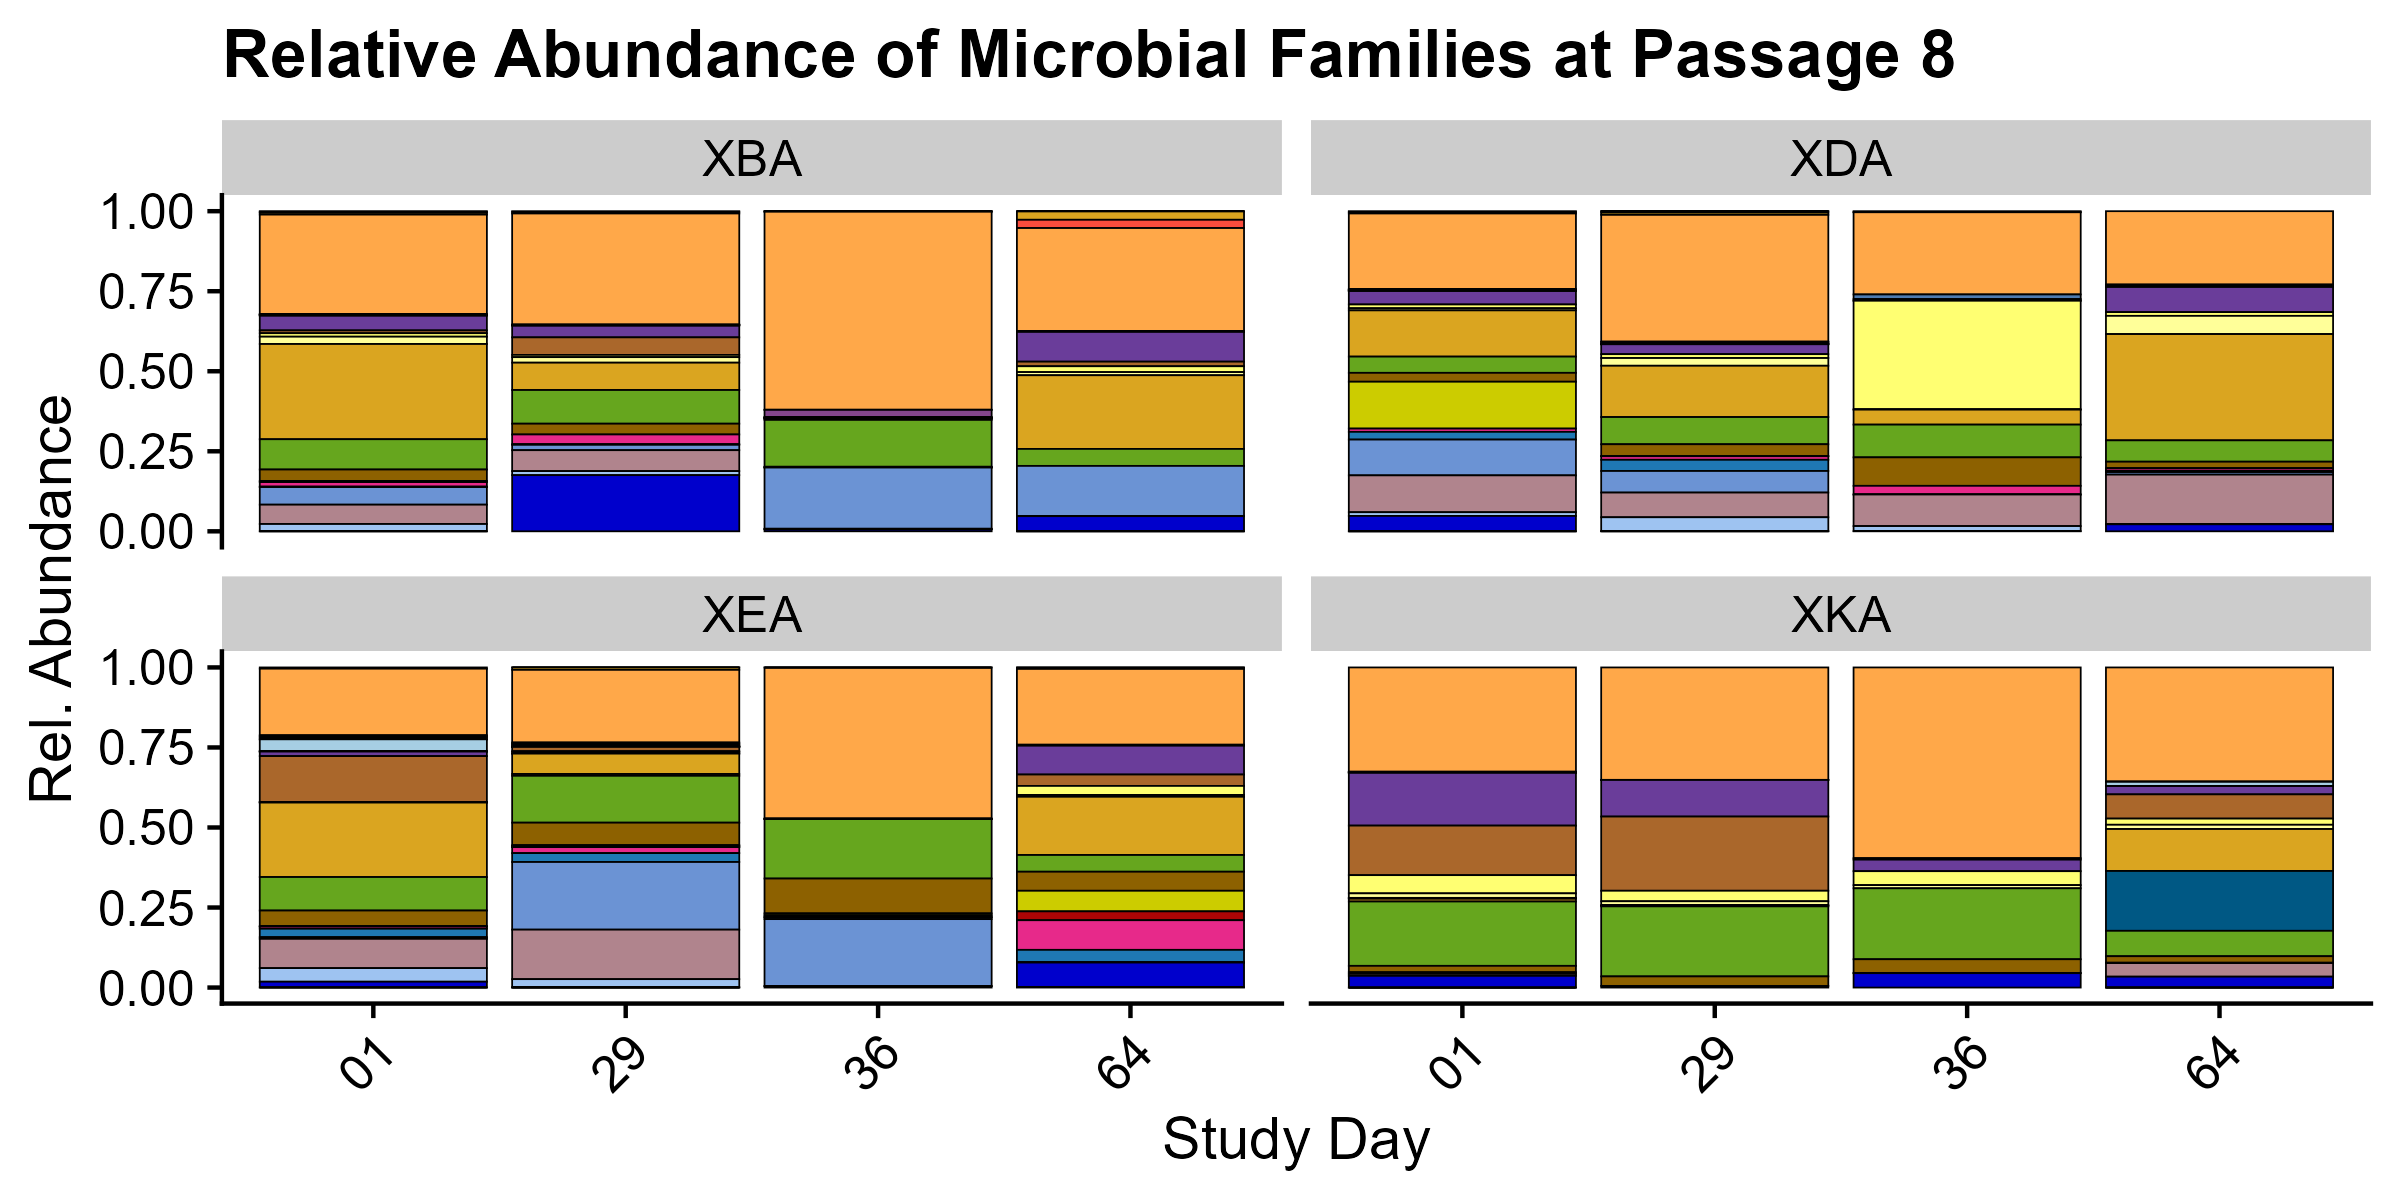 Relative Abundance of Microbial Families at Passage 8
XBA
XDA
1.00
0.75
0.50
0.25
0.00
XEA
XKA
1.00
0.75
0.50
0.25
0.00
Rel. Abundance
01 29 36 64
01 29 36 64
Study Day